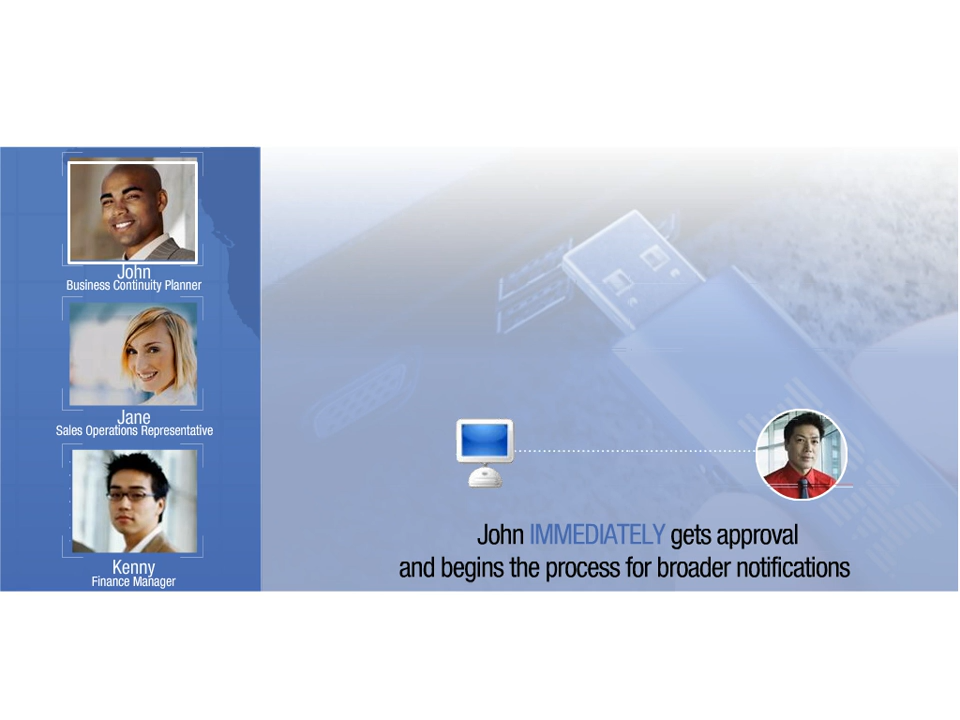 John
Business Continuity Planner
Jane
Sales Operations Representative
Kenny
Finance Manager
John IMMEDIATELY gets approval
and begins the process for broader notifications